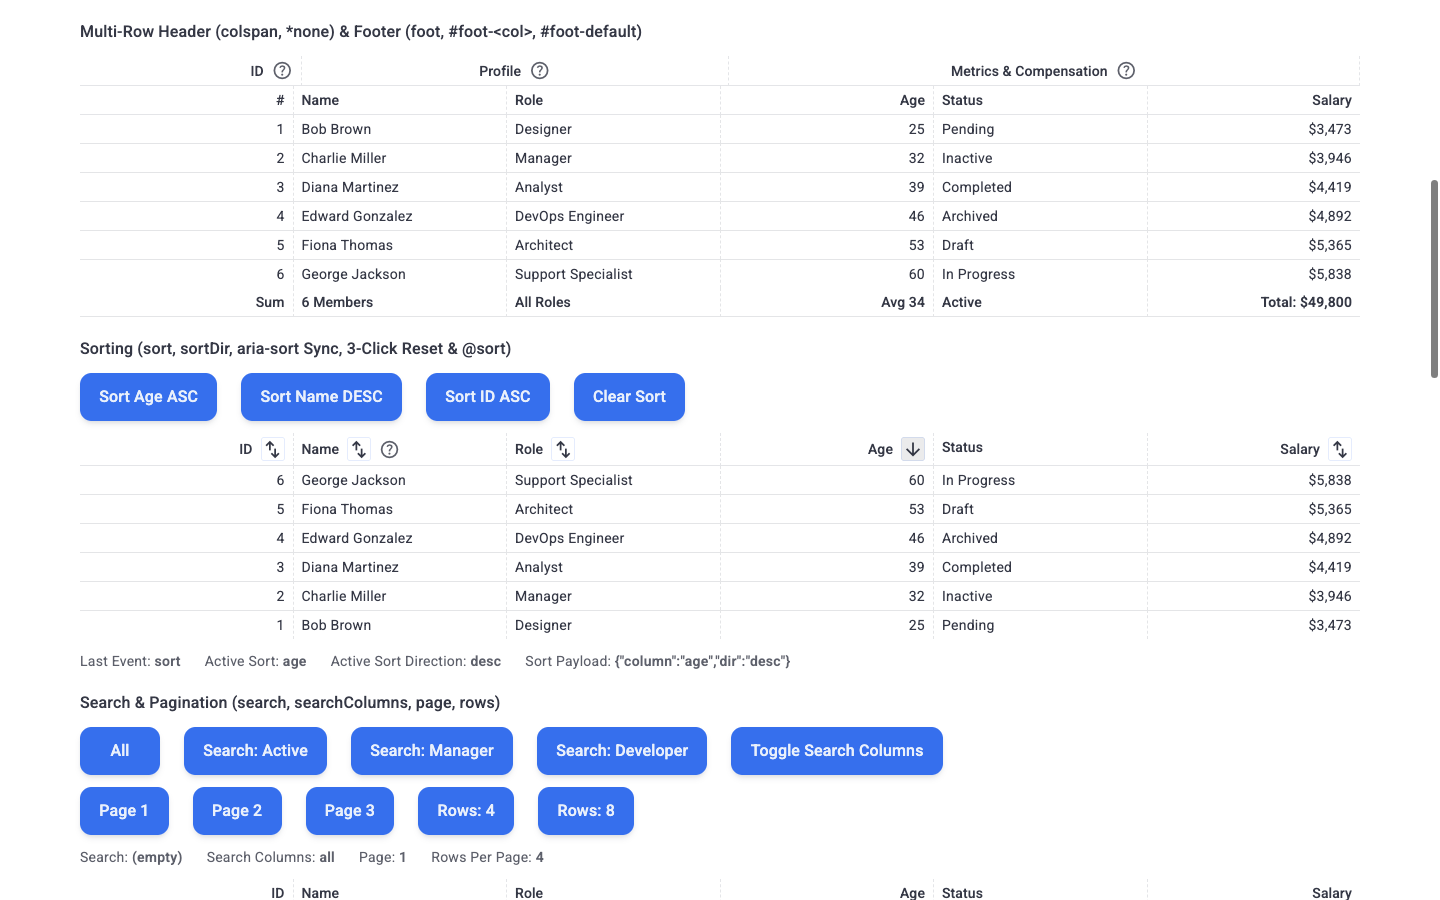 Multi-Row Header (colspan, *none) & Footer (foot, #foot-<col>, #foot-default)
ID Profile Metrics & Compensation
# Name Role Age Status Salary
1 Bob Brown Designer 25 Pending $3,473
2 Charlie Miller Manager 32 Inactive $3,946
3 Diana Martinez Analyst 39 Completed $4,419
4 Edward Gonzalez DevOps Engineer 46 Archived $4,892
5 Fiona Thomas Architect 53 Draft $5,365
6 George Jackson Support Specialist 60 In Progress $5,838
Sum 6 Members All Roles Avg 34 Active Total: $49,800
Sorting (sort, sortDir, aria-sort Sync, 3-Click Reset & @sort)
Sort Age ASC Sort Name DESC Sort ID ASC Clear Sort
ID Name Role Age Status Salary
6 George Jackson Support Specialist 60 In Progress $5,838
5 Fiona Thomas Architect 53 Draft $5,365
4 Edward Gonzalez DevOps Engineer 46 Archived $4,892
3 Diana Martinez Analyst 39 Completed $4,419
2 Charlie Miller Manager 32 Inactive $3,946
1 Bob Brown Designer 25 Pending $3,473
Last Event: sort Active Sort: age Active Sort Direction: desc Sort Payload: {"column":"age","dir":"desc"}
Search & Pagination (search, searchColumns, page, rows)
All Search: Active Search: Manager Search: Developer Toggle Search Columns
Page 1 Page 2 Page 3 Rows: 4 Rows: 8
Search: (empty) Search Columns: all Page: 1 Rows Per Page: 4
ID Name Role Age Status Salary